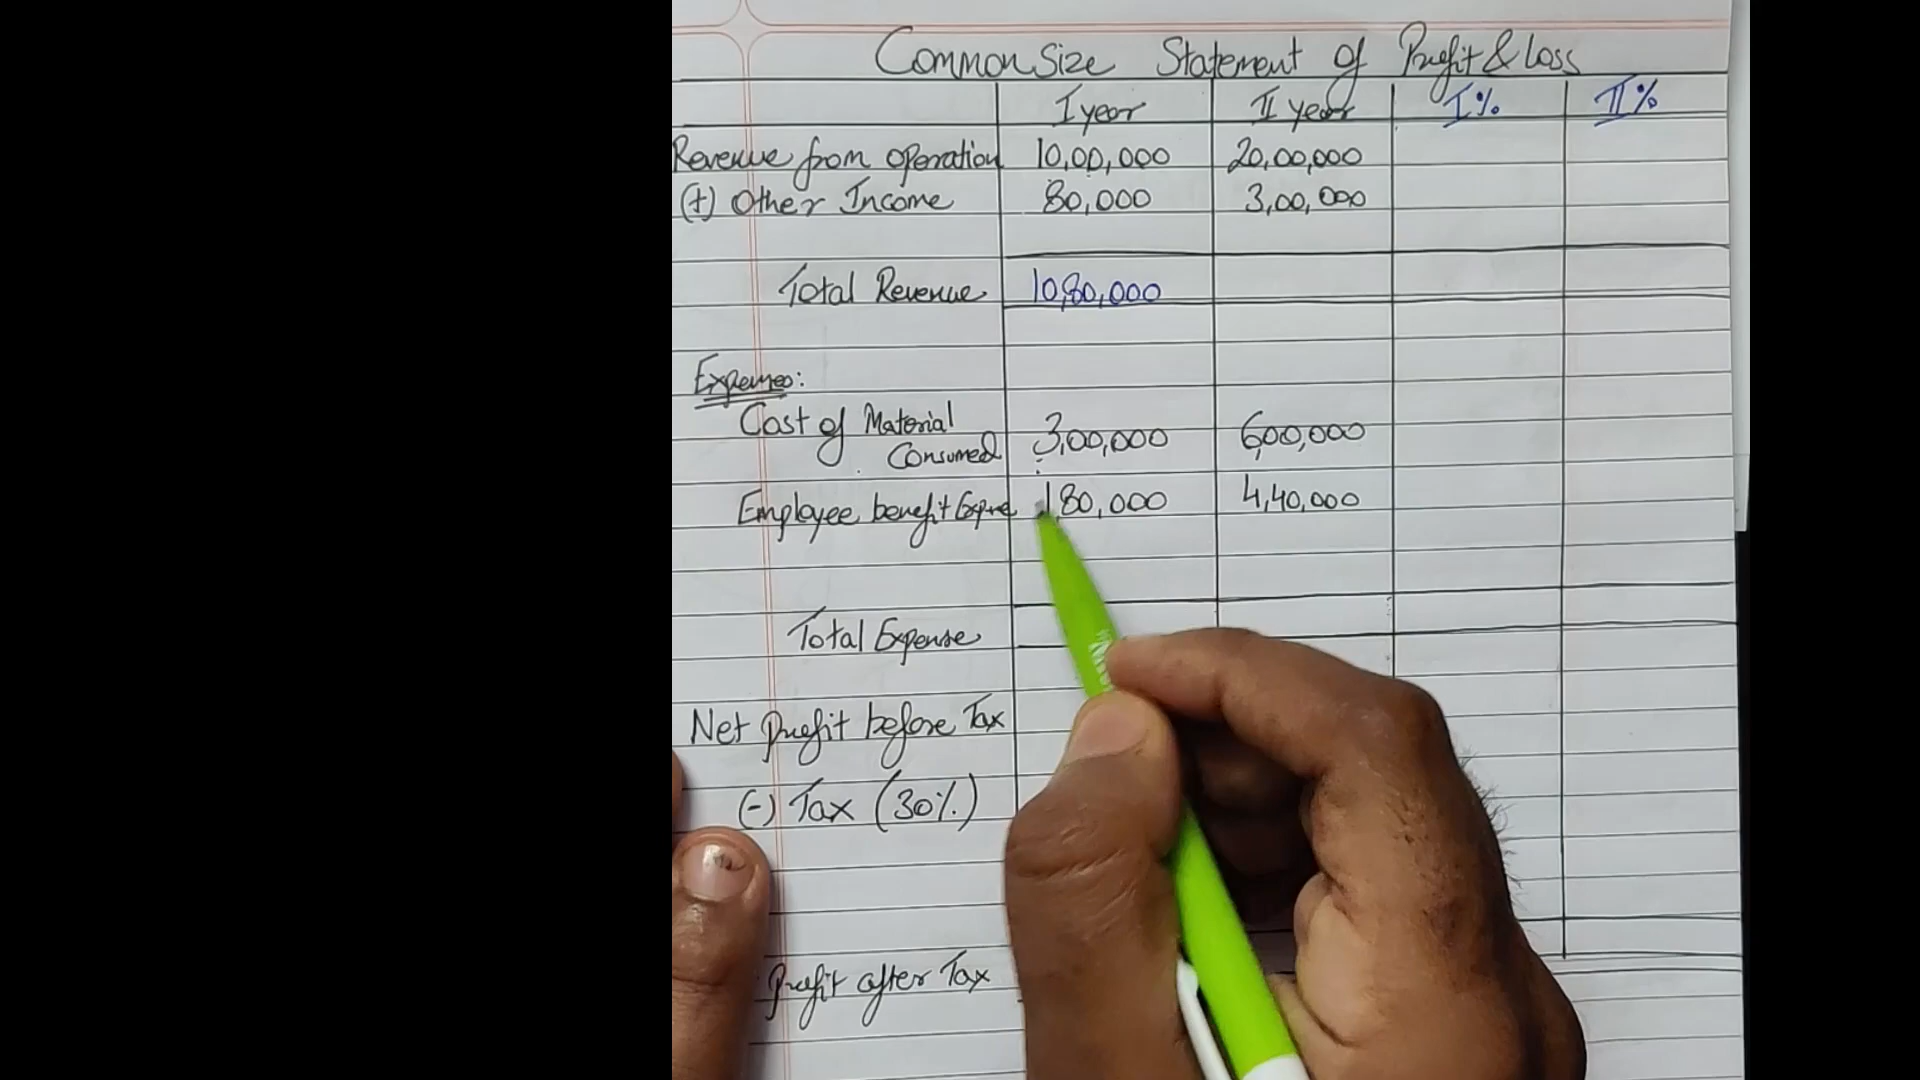 Common Size Statement of Profit & Loss
I year II year I% II%
Revenue from operation 10,00,000 20,00,000
(+) Other Income 80,000 3,00,000
Total Revenue 10,80,000
Expenses:
Cost of Material
Consumed 3,00,000 6,00,000
Employee benefit Expne 1,80,000 4,40,000
Total Expense
Net Profit before Tax
(-) Tax (30%)
Profit after Tax